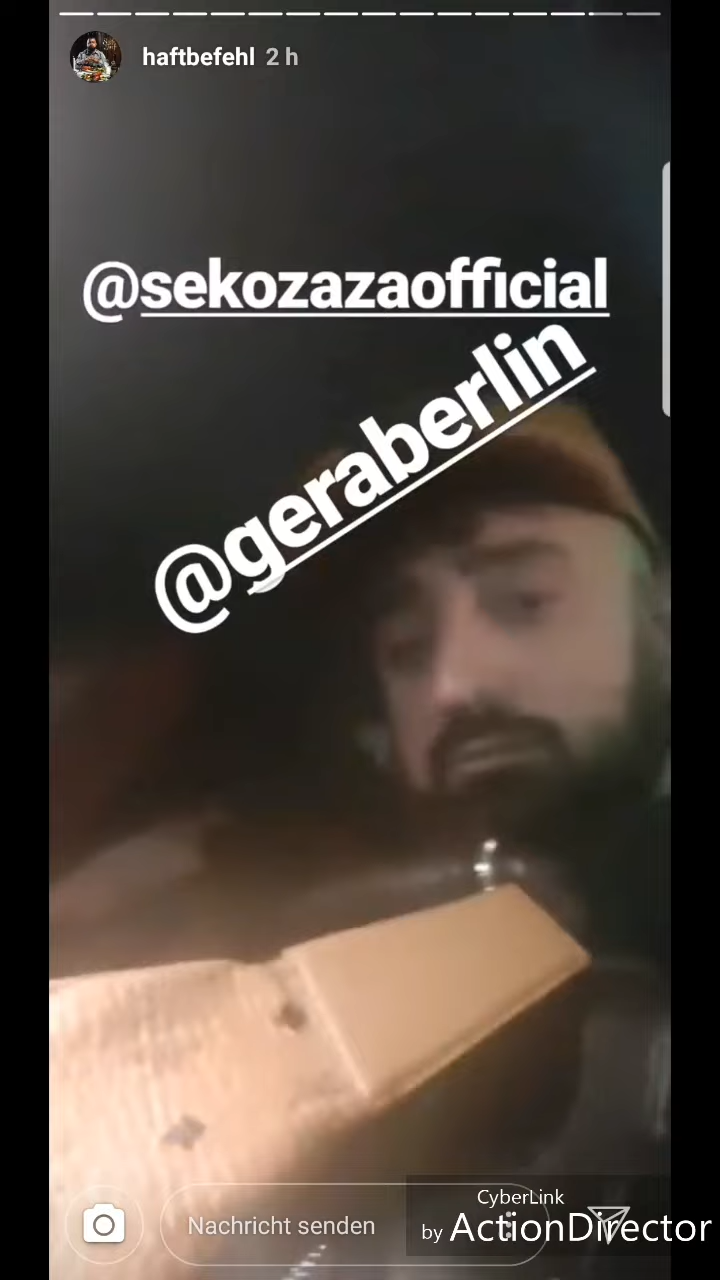 haftbefehl 2 h
@sekozazaofficial
@geraberlin
Nachricht senden
CyberLink
by ActionDirector